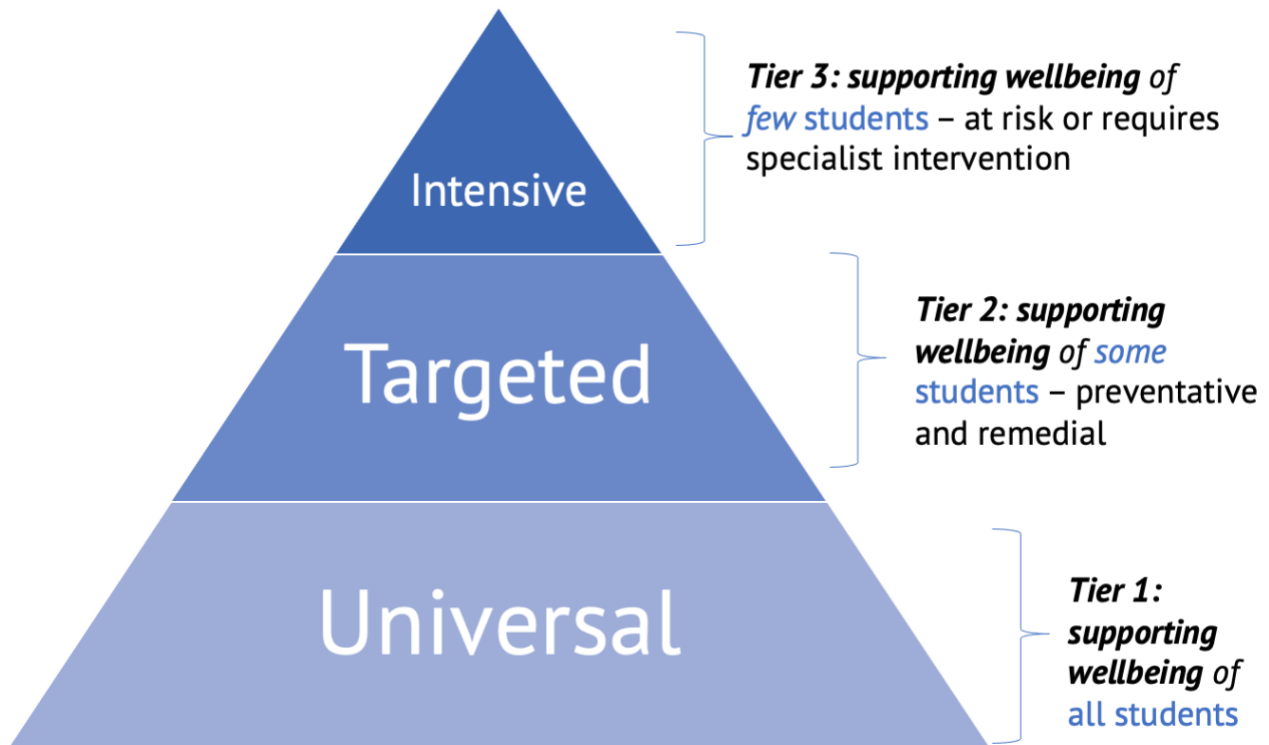 Intensive
Tier 3: supporting wellbeing of
few students – at risk or requires
specialist intervention
Targeted
Tier 2: supporting
wellbeing of some
students – preventative
and remedial
Universal
Tier 1:
supporting
wellbeing of
all students